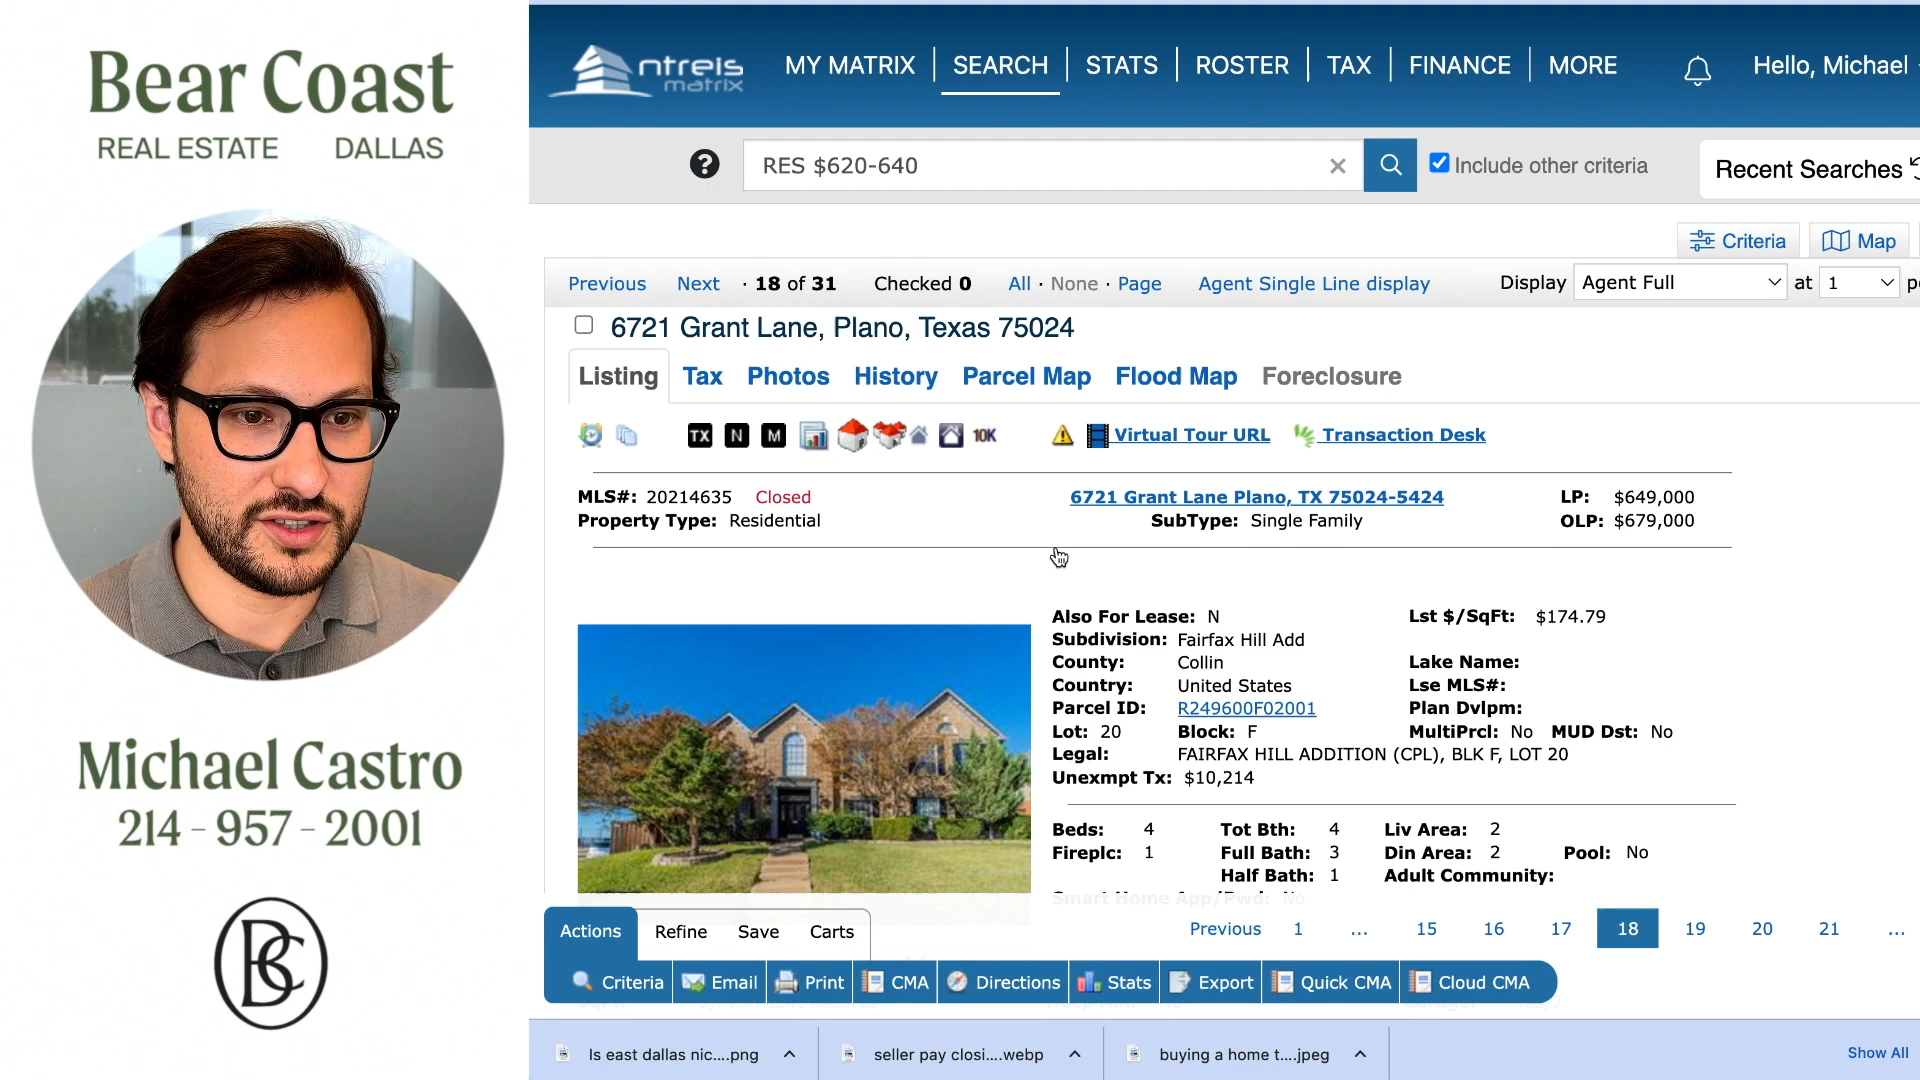 Bear Coast
REAL ESTATE DALLAS
Michael Castro
214 - 957 - 2001
BC
ntreis
matrix
MY MATRIX
SEARCH
STATS
ROSTER
TAX
FINANCE
MORE
Hello, Michael
?
RES $620-640
Include other criteria
Recent Searches
Criteria
Map
Previous Next · 18 of 31 Checked 0 All · None · Page Agent Single Line display Display Agent Full at 1 p
6721 Grant Lane, Plano, Texas 75024
Listing Tax Photos History Parcel Map Flood Map Foreclosure
TX N M 10K Virtual Tour URL Transaction Desk
MLS#: 20214635 Closed 6721 Grant Lane Plano, TX 75024-5424 LP: $649,000
Property Type: Residential SubType: Single Family OLP: $679,000
Also For Lease: N Lst $/SqFt: $174.79
Subdivision: Fairfax Hill Add
County: Collin Lake Name:
Country: United States Lse MLS#:
Parcel ID: R249600F02001 Plan Dvlpm:
Lot: 20 Block: F MultiPrcl: No MUD Dst: No
Legal: FAIRFAX HILL ADDITION (CPL), BLK F, LOT 20
Unexmpt Tx: $10,214
Beds: 4 Tot Bth: 4 Liv Area: 2
Fireplc: 1 Full Bath: 3 Din Area: 2 Pool: No
Half Bath: 1 Adult Community:
Smart Home App/Pwd: No
Actions Refine Save Carts
Previous 1 ... 15 16 17 18 19 20 21 ...
Criteria Email Print CMA Directions Stats Export Quick CMA Cloud CMA
Is east dallas nic....png
seller pay closi....webp
buying a home t....jpeg
Show All